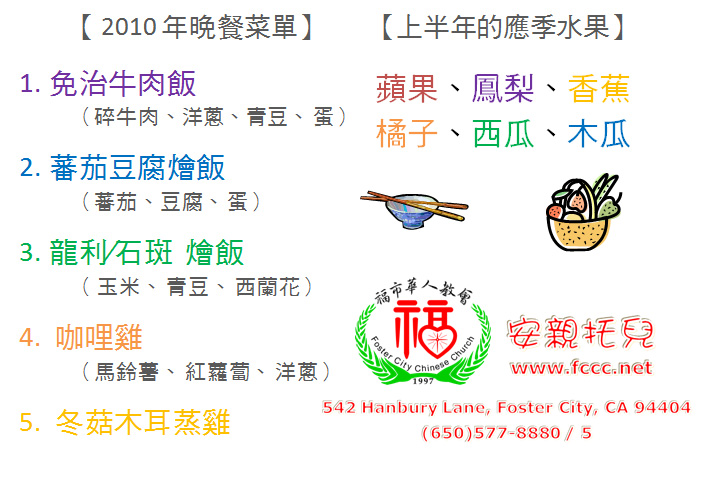 【 2010 年晚餐菜單】
1. 免治牛肉飯
（碎牛肉、洋蔥、青豆、 蛋）
2. 蕃茄豆腐燴飯
（蕃茄、豆腐、 蛋）
3. 龍利/石斑 燴飯
（ 玉米、 青豆、 西蘭花）
4. 咖哩雞
（馬鈴薯、 紅蘿蔔、 洋蔥）
5. 冬菇木耳蒸雞
【上半年的應季水果】
蘋果、鳳梨、香蕉
橘子、西瓜、木瓜
福市華人教會
福
Foster City Chinese Church
1997
安親托兒
www.fccc.net
542 Hanbury Lane, Foster City, CA 94404
(650)577-8880 / 5